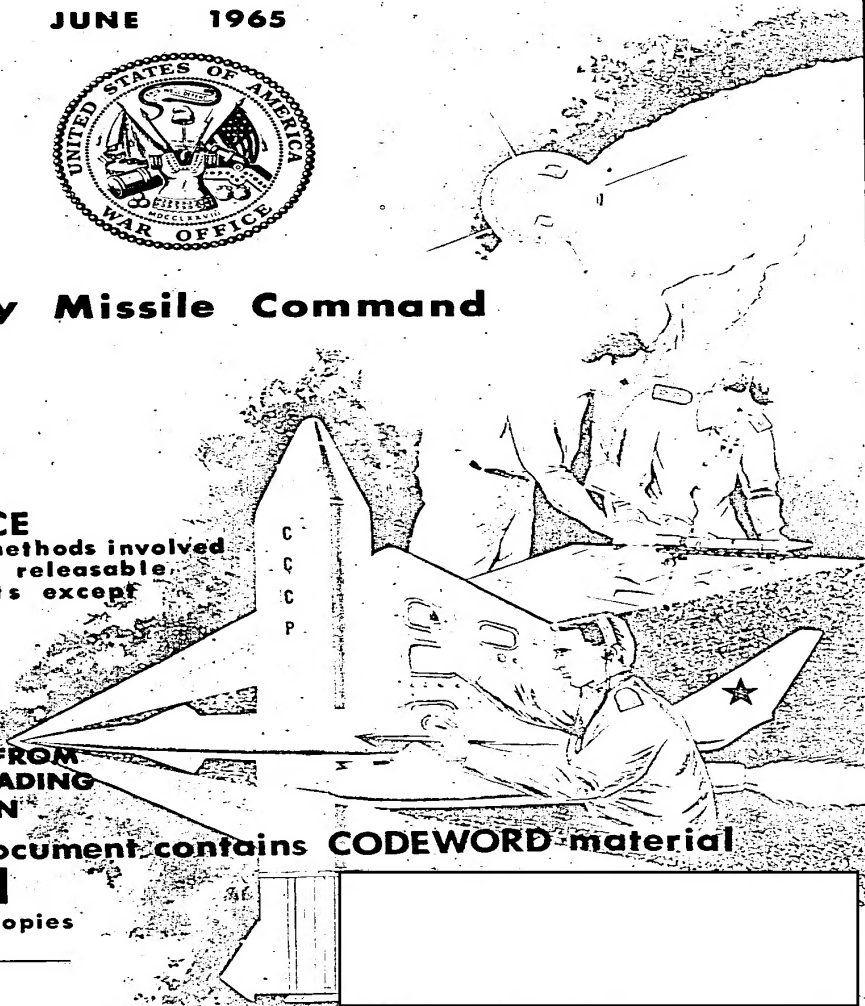 JUNE 1965
UNITED STATES OF AMERICA
MDCCLXXVIII
WAR OFFICE
y Missile Command
CE
methods involved
releasable,
ts except
C
C
C
P
FROM
ADING
N
ocument contains CODEWORD material
opies